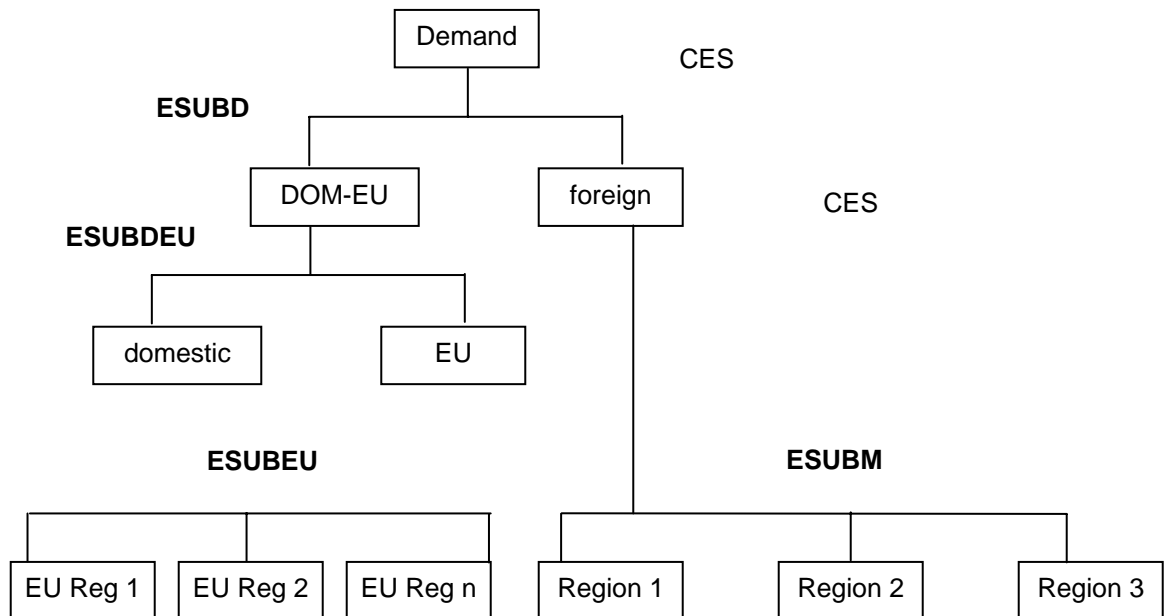 Demand
CES
ESUBD
DOM-EU
foreign
CES
ESUBDEU
domestic
EU
ESUBEU
ESUBM
EU Reg 1
EU Reg 2
EU Reg n
Region 1
Region 2
Region 3